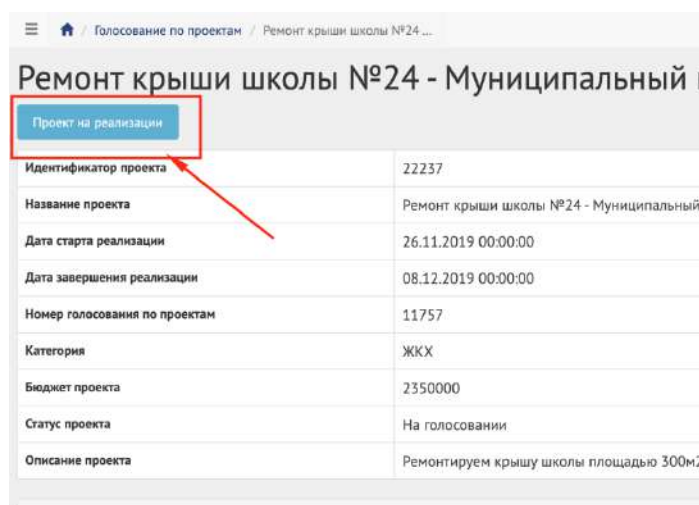 / Голосование по проектам / Ремонт крыши школы №24 ...
Ремонт крыши школы №24 - Муниципальный
Проект на реализации
Идентификатор проекта 22237
Название проекта Ремонт крыши школы №24 - Муниципальный
Дата старта реализации 26.11.2019 00:00:00
Дата завершения реализации 08.12.2019 00:00:00
Номер голосования по проектам 11757
Категория ЖКХ
Бюджет проекта 2350000
Статус проекта На голосовании
Описание проекта Ремонтируем крышу школы площадью 300м2